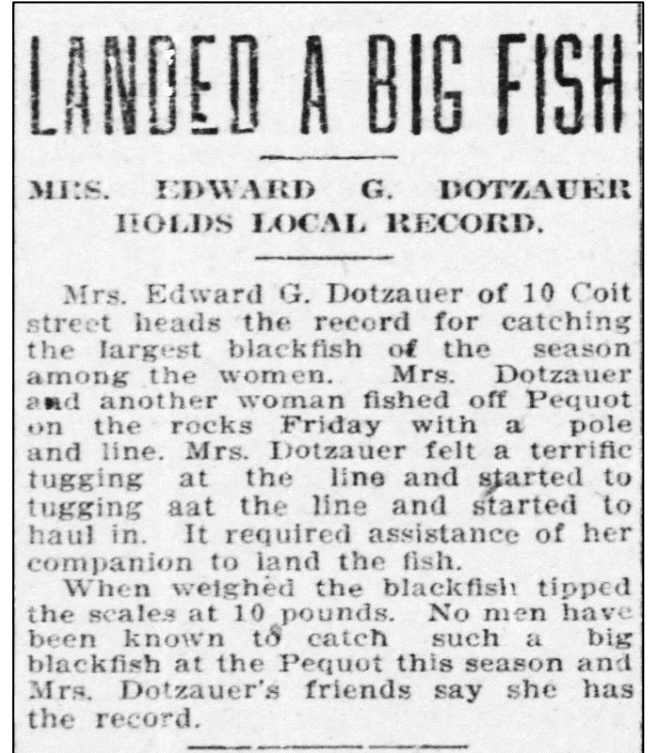 LANDED A BIG FISH
MRS. EDWARD G. DOTZAUER
HOLDS LOCAL RECORD.
Mrs. Edward G. Dotzauer of 10 Coit
street heads the record for catching
the largest blackfish of the season
among the women. Mrs. Dotzauer
and another woman fished off Pequot
on the rocks Friday with a pole
and line. Mrs. Dotzauer felt a terrific
tugging at the line and started to
tugging aat the line and started to
haul in. It required assistance of her
companion to land the fish.
When weighed the blackfish tipped
the scales at 10 pounds. No men have
been known to catch such a big
blackfish at the Pequot this season and
Mrs. Dotzauer's friends say she has
the record.